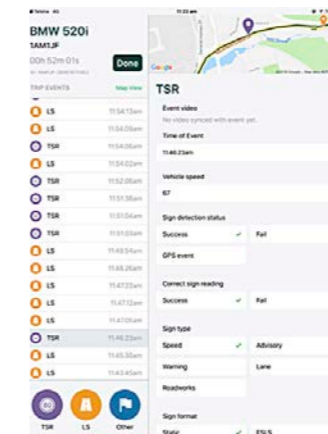 11:23 am
BMW 520i
1AM1JF
00h 52m 01s
Done
Google
TRIP EVENTS
Map View
LS
11:54:13am
LS
11:54:09am
TSR
11:54:06am
LS
11:54:02am
TSR
11:52:06am
TSR
11:51:36am
TSR
11:51:04am
TSR
11:51:03am
LS
11:49:54am
LS
11:48:26am
LS
11:47:23am
LS
11:47:12am
LS
11:47:05am
TSR
11:46:23am
LS
11:45:50am
LS
11:43:45am
TSR
LS
Other
TSR
Event video
No video synced with event yet.
Time of Event
11:46:23am
Vehicle speed
67
Sign detection status
Success
Fail
GPS event
Correct sign reading
Success
Fail
Sign type
Speed
Advisory
Warning
Lane
Roadworks
Sign format
Static
ESLS